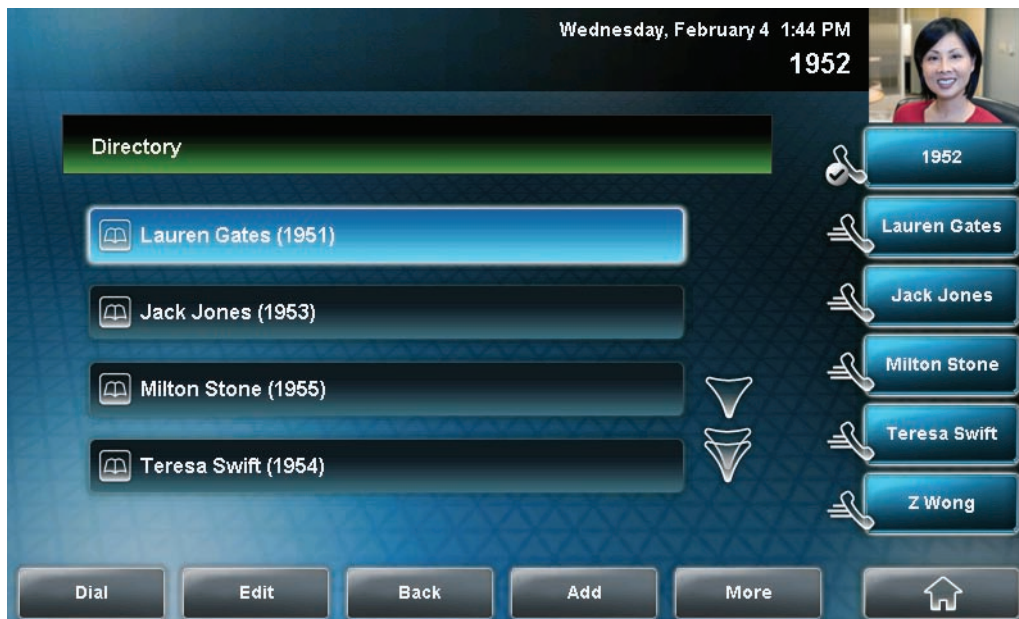 Wednesday, February 4 1:44 PM
1952
Directory
1952
Lauren Gates (1951)
Lauren Gates
Jack Jones (1953)
Jack Jones
Milton Stone (1955)
Milton Stone
Teresa Swift (1954)
Teresa Swift
Z Wong
Dial Edit Back Add More